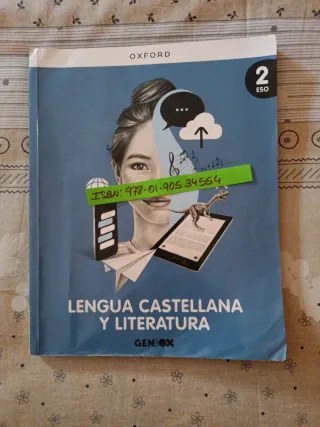 OXFORD
2
ESO
ISBN: 978-01-905 34554
LENGUA CASTELLANA
Y LITERATURA
GENiOX